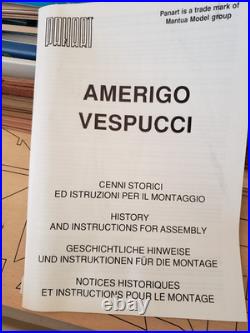 PANART
Panart is a trade mark of
Mantua Model group
AMERIGO
VESPUCCI
CENNI STORICI
ED ISTRUZIONI PER IL MONTAGGIO
HISTORY
AND INSTRUCTIONS FOR ASSEMBLY
GESCHICHTLICHE HINWEISE
UND INSTRUKTIONEN FÜR DIE MONTAGE
NOTICES HISTORIQUES
ET INSTRUCTIONS POUR LE MONTAGE
ebay